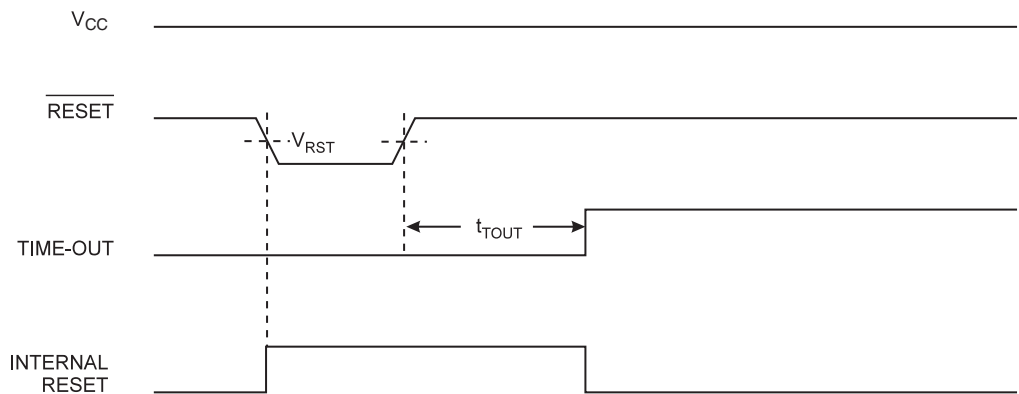 VCC
RESET
VRST
tTOUT
TIME-OUT
INTERNAL
RESET